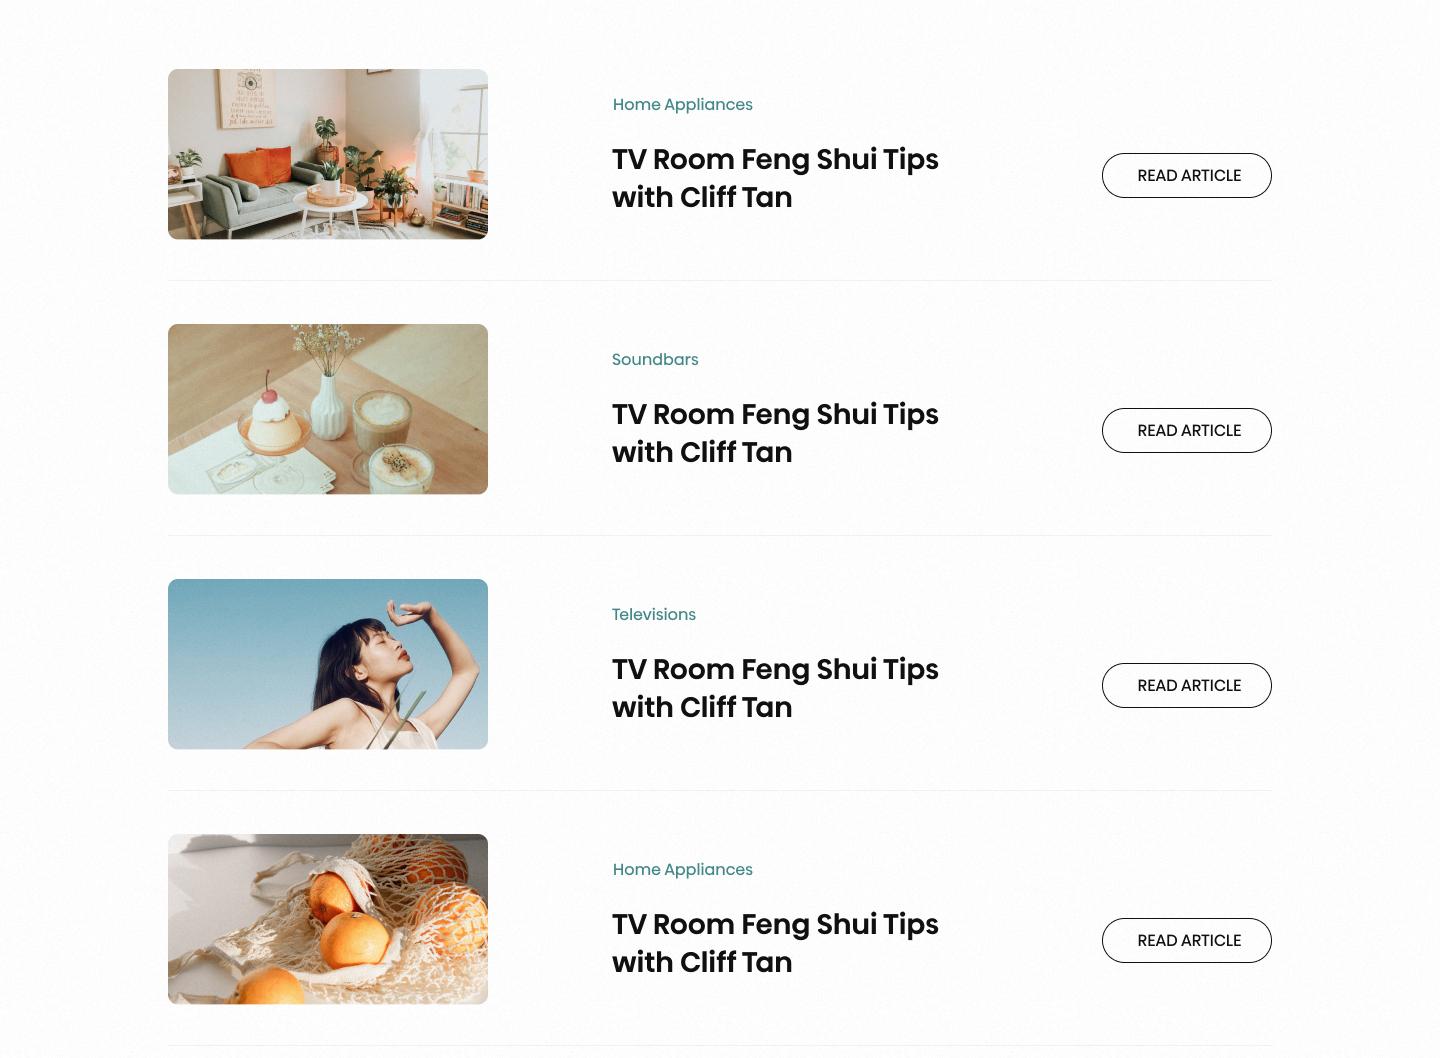 Home Appliances
TV Room Feng Shui Tips
with Cliff Tan
READ ARTICLE
Soundbars
TV Room Feng Shui Tips
with Cliff Tan
READ ARTICLE
Televisions
TV Room Feng Shui Tips
with Cliff Tan
READ ARTICLE
Home Appliances
TV Room Feng Shui Tips
with Cliff Tan
READ ARTICLE